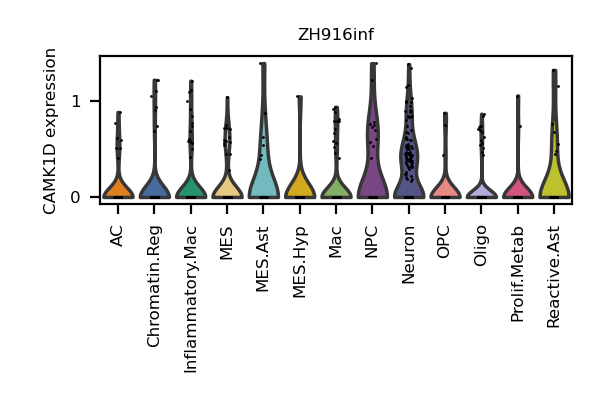 ZH916inf
CAMK1D expression
1
0
AC
Chromatin.Reg
Inflammatory.Mac
MES
MES.Ast
MES.Hyp
Mac
NPC
Neuron
OPC
Oligo
Prolif.Metab
Reactive.Ast